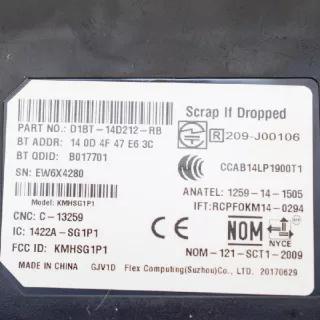 Scrap If Dropped
PART NO.: D1BT-14D212-RB
BT ADDR: 14 0D 4F 47 E6 3C
BT QDID: B017701
SN: EW6X4280
R 209-J00106
CCC
CCAB14LP1900T1
Model: KMHSG1P1
ANATEL: 1259-14-1505
IFT:RCPFOKM14-0294
CNC: C-13259
IC: 1422A-SG1P1
FCC ID: KMHSG1P1
CE NOM NYCE
NOM-121-SCT1-2009
MADE IN CHINA GJV1D Flex Computing(Suzhou)Co., LTD. 20170629